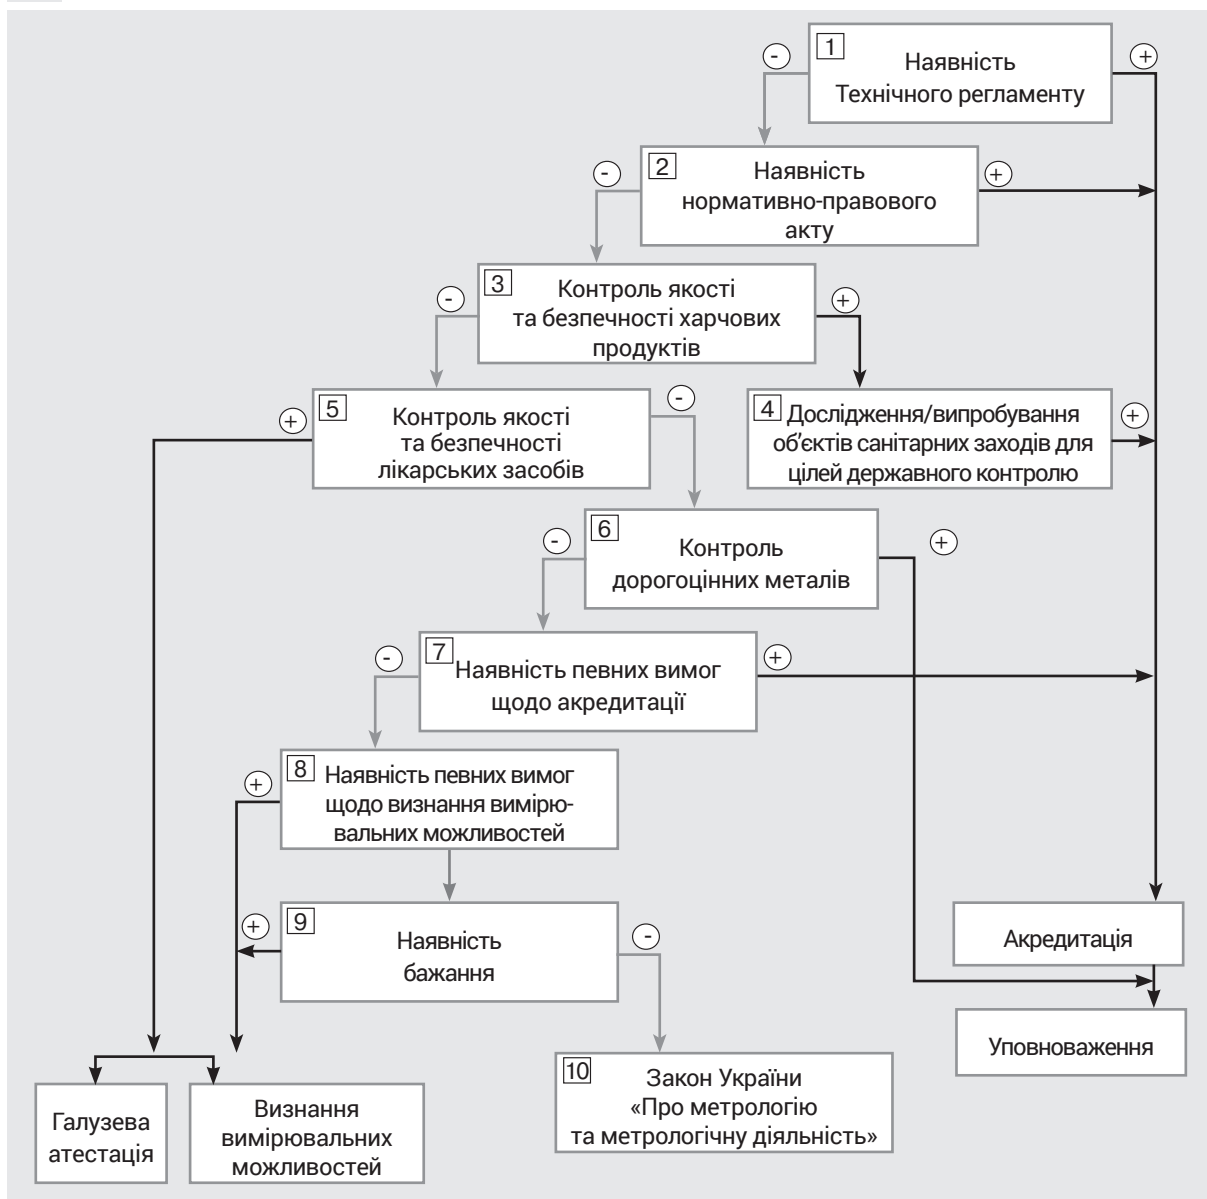 -
1
Наявність
Технічного регламенту
+
-
2
Наявність
нормативно-правового
акту
+
-
3
Контроль якості
та безпечності харчових
продуктів
+
+
5
Контроль якості
та безпечності
лікарських засобів
-
4
Дослідження/випробування
об'єктів санітарних заходів для
цілей державного контролю
+
-
6
Контроль
дорогоцінних металів
+
-
7
Наявність певних вимог
щодо акредитації
+
+
8
Наявність певних вимог
щодо визнання вимірю-
вальних можливостей
+
9
Наявність
бажання
-
Акредитація
Уповноваження
10
Закон України
«Про метрологію
та метрологічну діяльність»
Галузева
атестація
Визнання
вимірювальних
можливостей